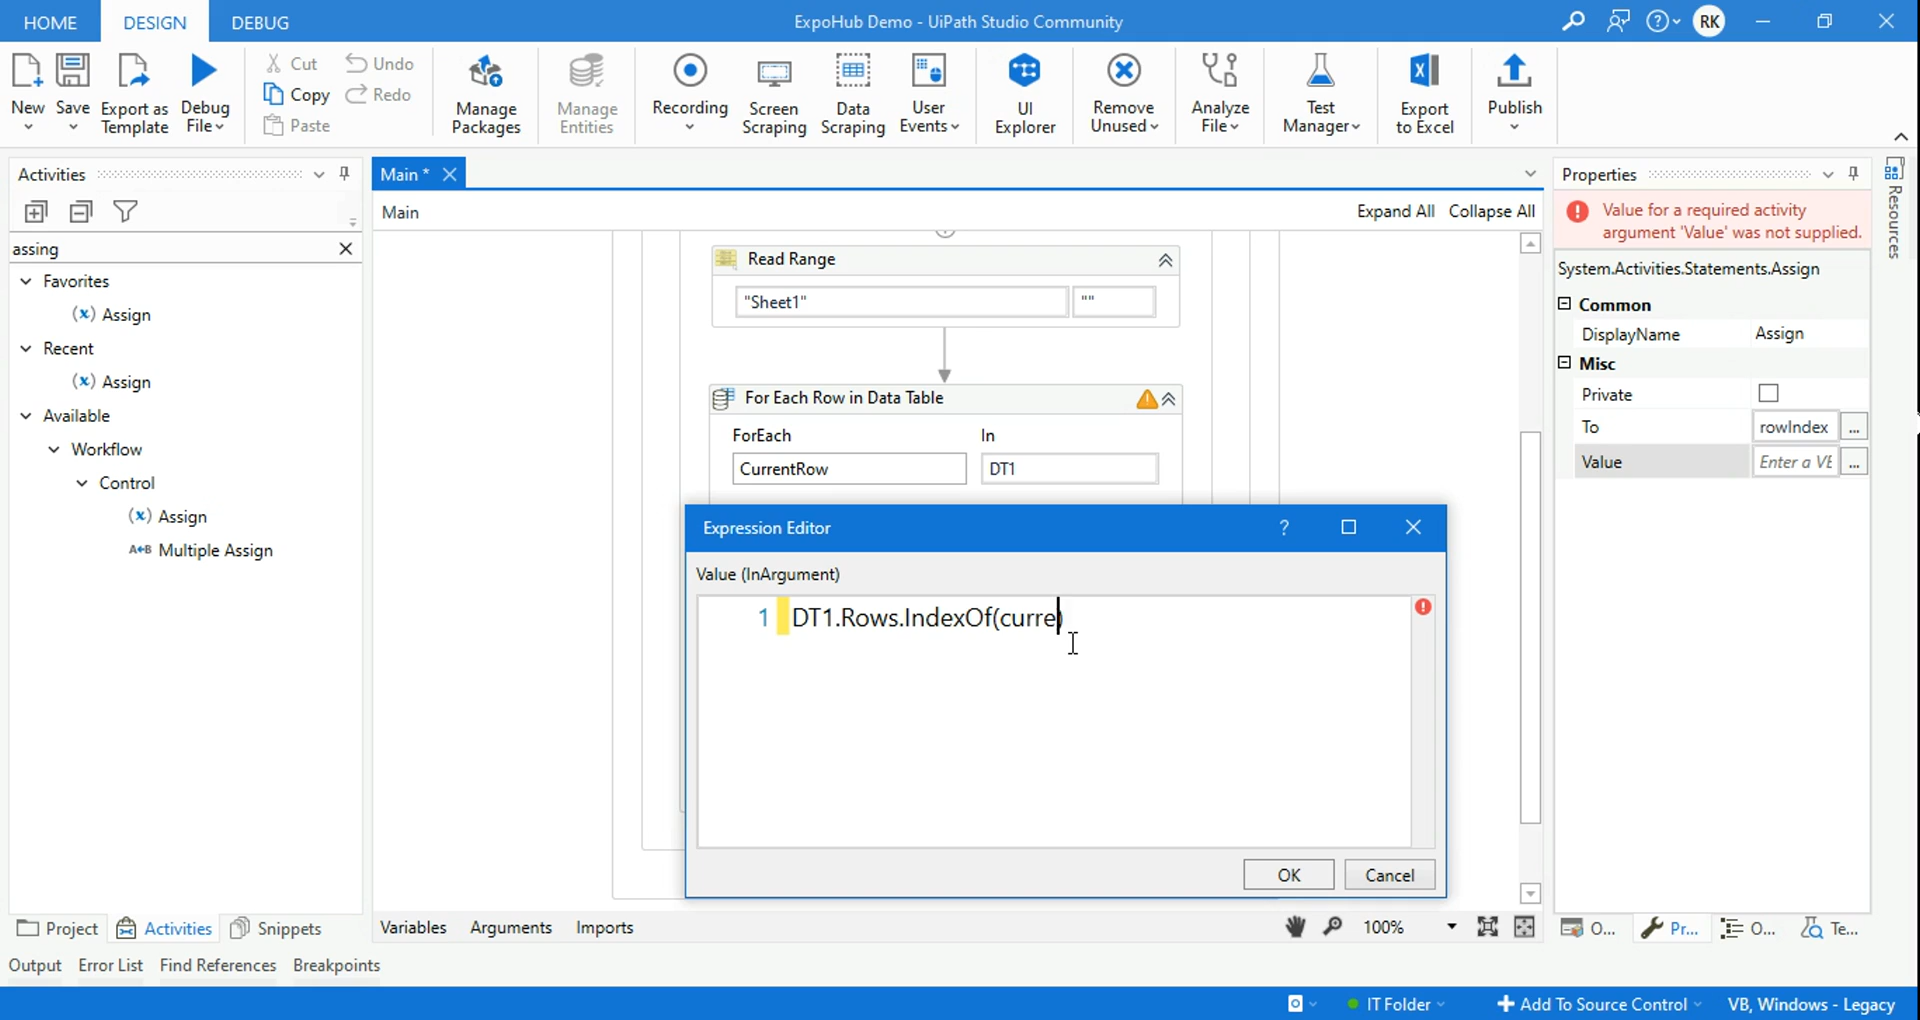 HOME
DESIGN
DEBUG
ExpoHub Demo - UiPath Studio Community
RK
New
Save
Export as Template
Debug File
Cut
Copy
Paste
Undo
Redo
Manage Packages
Manage Entities
Recording
Screen Scraping
Data Scraping
User Events
UI Explorer
Remove Unused
Analyze File
Test Manager
Export to Excel
Publish
Activities
assing
Favorites
(x) Assign
Recent
(x) Assign
Available
Workflow
Control
(x) Assign
A+B Multiple Assign
Main *
Main
Expand All
Collapse All
Read Range
"Sheet1"
""
For Each Row in Data Table
ForEach
In
CurrentRow
DT1
Expression Editor
?
Value (InArgument)
1
DT1.Rows.IndexOf(curre)
OK
Cancel
Properties
Value for a required activity
argument 'Value' was not supplied.
System.Activities.Statements.Assign
Common
DisplayName
Assign
Misc
Private
To
rowIndex
...
Value
Enter a VE
...
Resources
Project
Activities
Snippets
Variables
Arguments
Imports
100%
O...
Pr...
O...
Te...
Output
Error List
Find References
Breakpoints
IT Folder
Add To Source Control
VB, Windows - Legacy